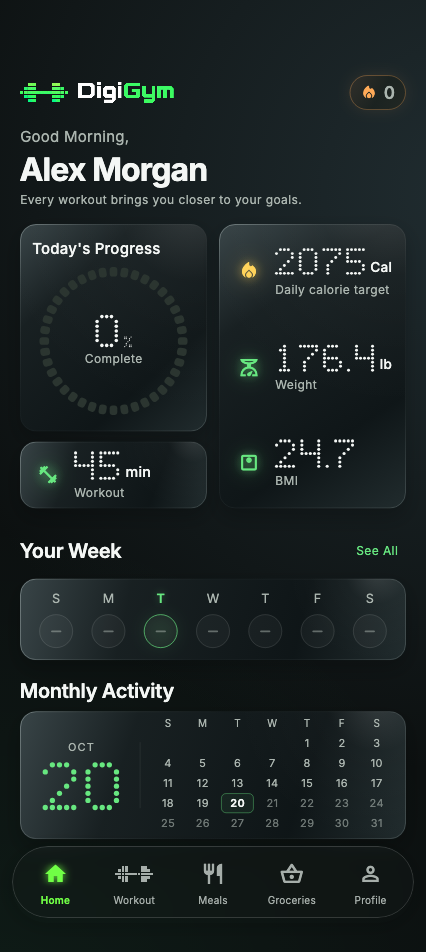 DigiGym
0
Good Morning,
Alex Morgan
Every workout brings you closer to your goals.
Today's Progress
0%
Complete
45 min
Workout
2075 Cal
Daily calorie target
176.4 lb
Weight
24.7
BMI
Your Week
See All
S M T W T F S
– – – – – – –
Monthly Activity
OCT
20
S M T W T F S
1 2 3
4 5 6 7 8 9 10
11 12 13 14 15 16 17
18 19 20 21 22 23 24
25 26 27 28 29 30 31
Home Workout Meals Groceries Profile